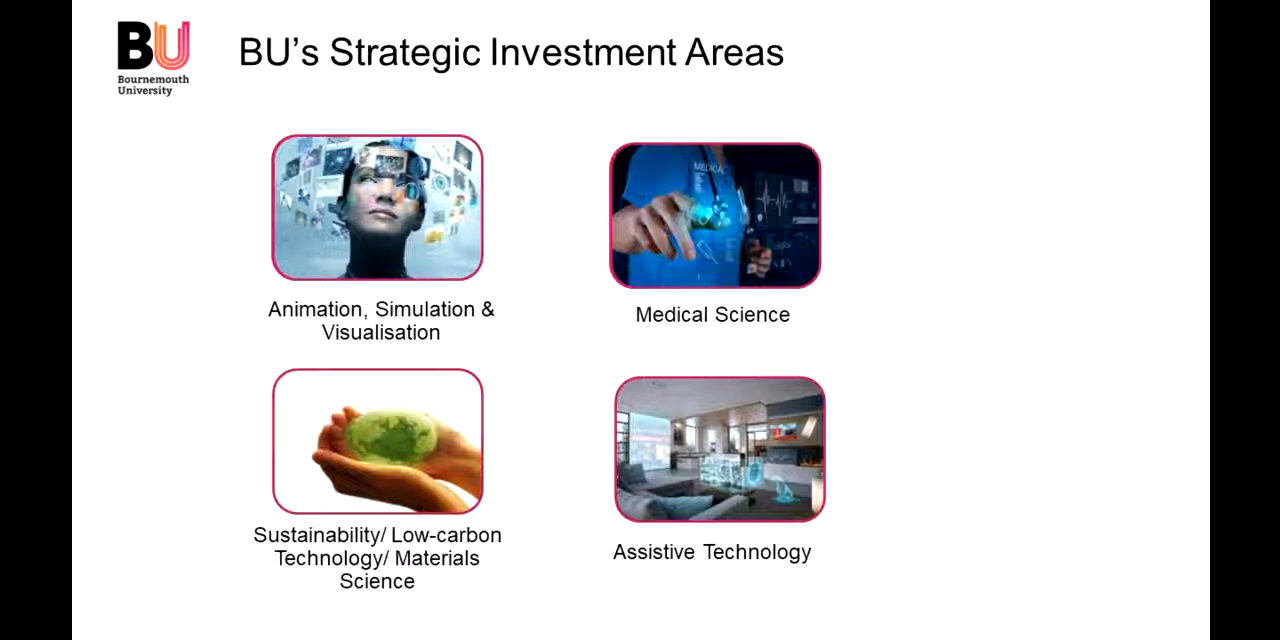 BU
Bournemouth
University
BU's Strategic Investment Areas
MEDICAL
Animation, Simulation &
Visualisation
Medical Science
Sustainability/ Low-carbon
Technology/ Materials
Science
Assistive Technology